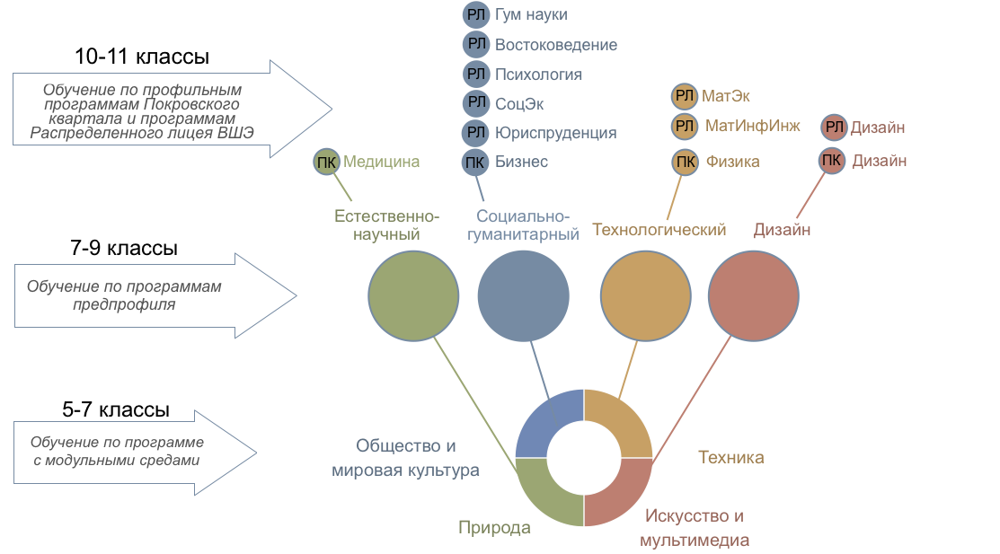 10-11 классы
Обучение по профильным
программам Покровского
квартала и программам
Распределенного лицея ВШЭ
РЛ Гум науки
РЛ Востоковедение
РЛ Психология
РЛ СоцЭк
РЛ Юриспруденция
ПК Бизнес
РЛ МатЭк
РЛ МатИнфИнж
ПК Физика
РЛ Дизайн
ПК Дизайн
ПК Медицина
Естественно-
научный
Социально-
гуманитарный
Технологический
Дизайн
7-9 классы
Обучение по программам
предпрофиля
5-7 классы
Обучение по программе
с модульными средами
Общество и
мировая культура
Техника
Природа
Искусство и
мультимедиа